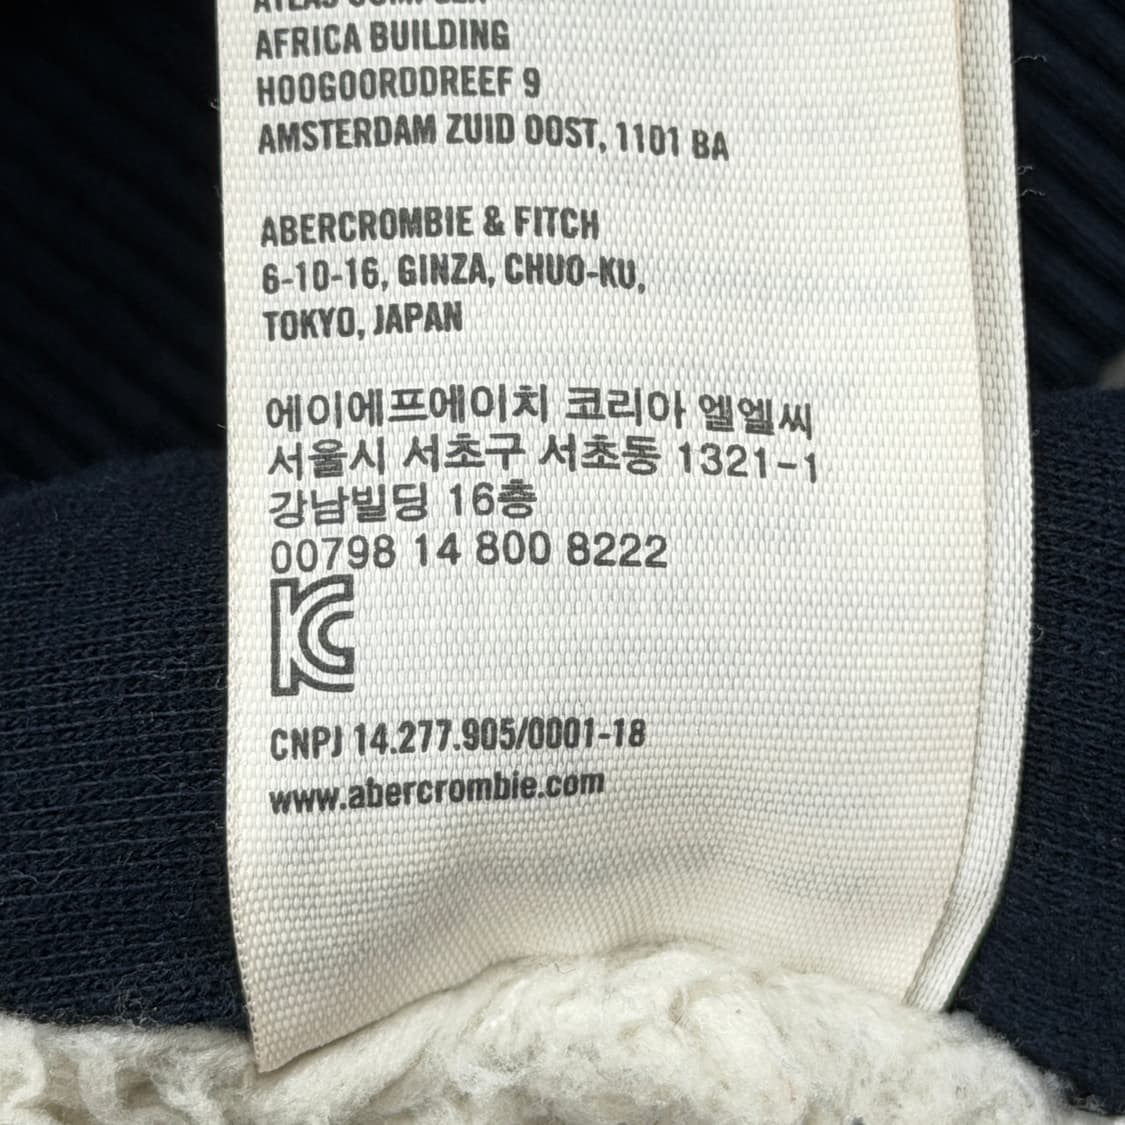 ATLAS COMPLEX
AFRICA BUILDING
HOOGOORDDREEF 9
AMSTERDAM ZUID OOST, 1101 BA
ABERCROMBIE & FITCH
6-10-16, GINZA, CHUO-KU,
TOKYO, JAPAN
에이에프에이치 코리아 엘엘씨
서울시 서초구 서초동 1321-1
강남빌딩 16층
00798 14 800 8222
KC
CNPJ 14.277.905/0001-18
www.abercrombie.com